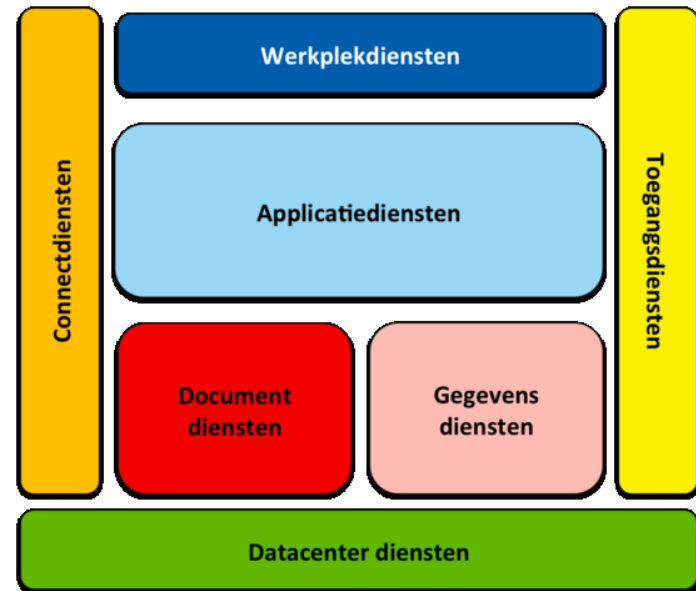 Werkplekdiensten
Connectdiensten
Applicatiediensten
Toegangsdiensten
Document
diensten
Gegevens
diensten
Datacenter diensten